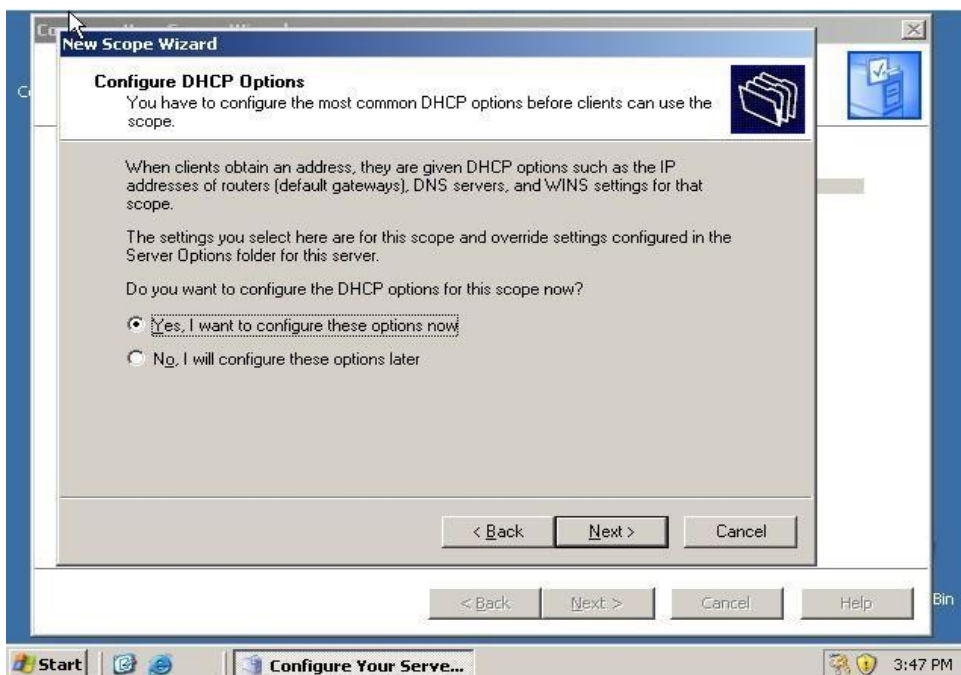 Co
New Scope Wizard
Configure DHCP Options
You have to configure the most common DHCP options before clients can use the
scope.
When clients obtain an address, they are given DHCP options such as the IP
addresses of routers (default gateways), DNS servers, and WINS settings for that
scope.
The settings you select here are for this scope and override settings configured in the
Server Options folder for this server.
Do you want to configure the DHCP options for this scope now?
Yes, I want to configure these options now
No, I will configure these options later
< Back Next > Cancel
< Back Next > Cancel Help
Bin
Start Configure Your Serve... 3:47 PM